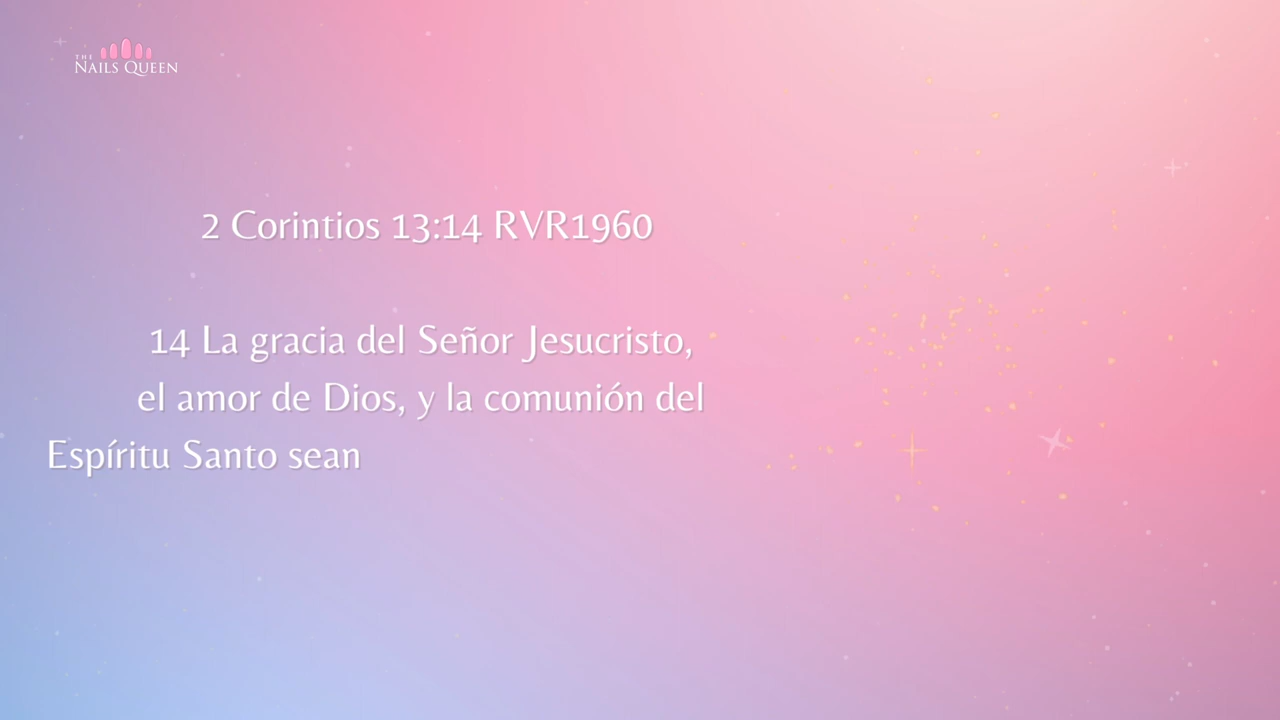 THE
NAILS QUEEN
2 Corintios 13:14 RVR1960
14 La gracia del Señor Jesucristo,
el amor de Dios, y la comunión del
Espíritu Santo sean